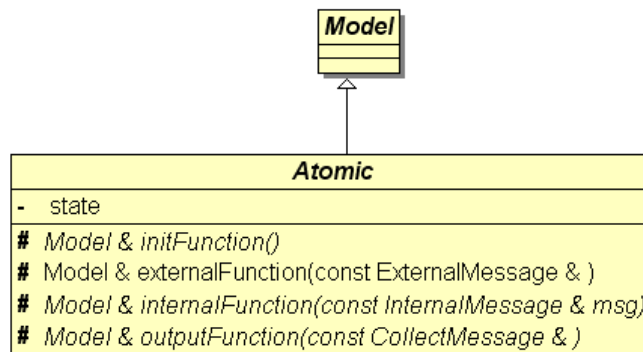 Model
Atomic
- state
# Model & initFunction()
# Model & externalFunction(const ExternalMessage & )
# Model & internalFunction(const InternalMessage & msg)
# Model & outputFunction(const CollectMessage & )